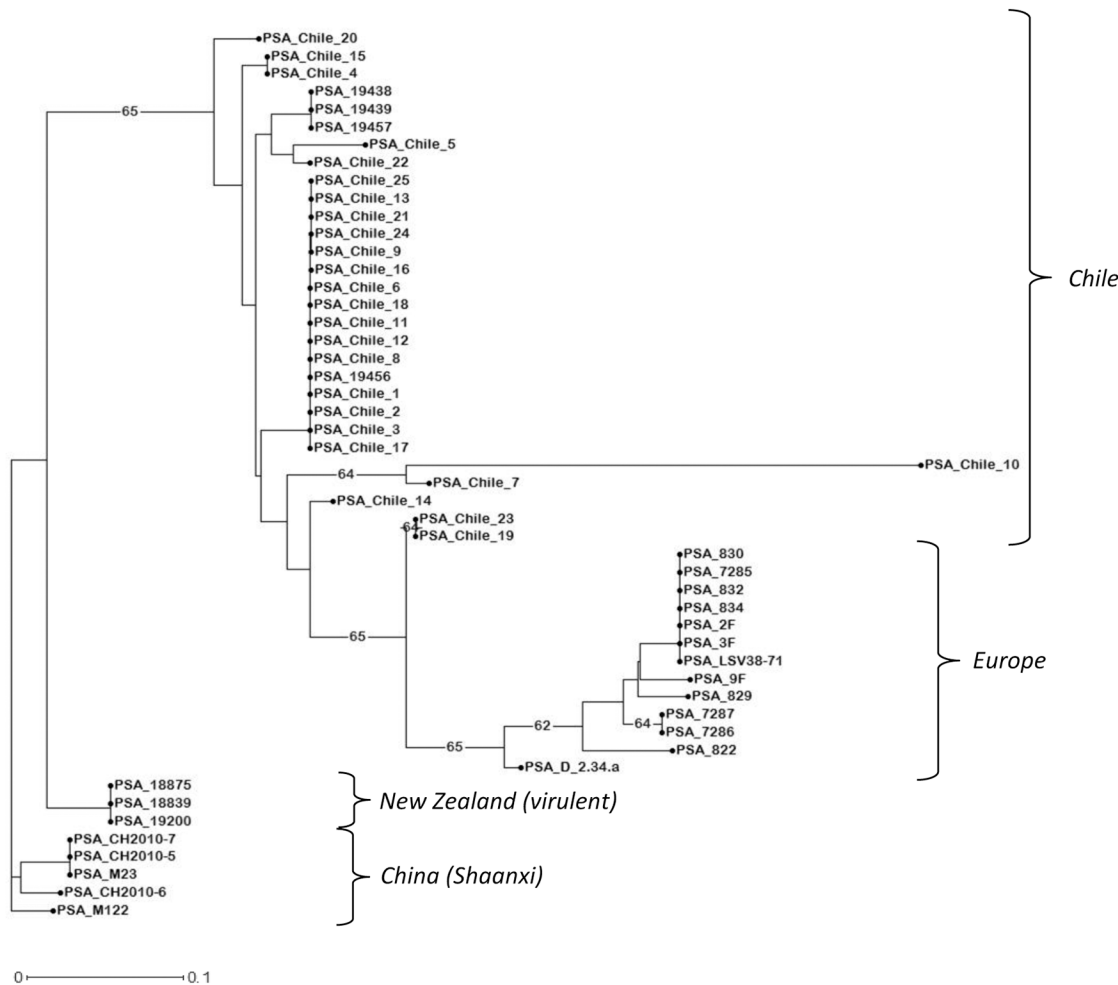 PSA_Chile_20
PSA_Chile_15
PSA_Chile_4
65
PSA_19438
PSA_19439
PSA_19457
PSA_Chile_5
PSA_Chile_22
PSA_Chile_25
PSA_Chile_13
PSA_Chile_21
PSA_Chile_24
PSA_Chile_9
PSA_Chile_16
Chile
PSA_Chile_6
PSA_Chile_18
PSA_Chile_11
PSA_Chile_12
PSA_Chile_8
PSA_19456
PSA_Chile_1
PSA_Chile_2
PSA_Chile_3
PSA_Chile_17
PSA_Chile_10
64
PSA_Chile_7
PSA_Chile_14
PSA_Chile_23
64
PSA_Chile_19
PSA_830
PSA_7285
PSA_832
PSA_834
PSA_2F
65
PSA_3F
PSA_LSV38-71
Europe
PSA_9F
PSA_829
PSA_7287
62
64
PSA_7286
65
PSA_822
PSA_D_2.34.a
PSA_18875
PSA_18839
New Zealand (virulent)
PSA_19200
PSA_CH2010-7
PSA_CH2010-5
PSA_M23
China (Shaanxi)
PSA_CH2010-6
PSA_M122
0 0.1